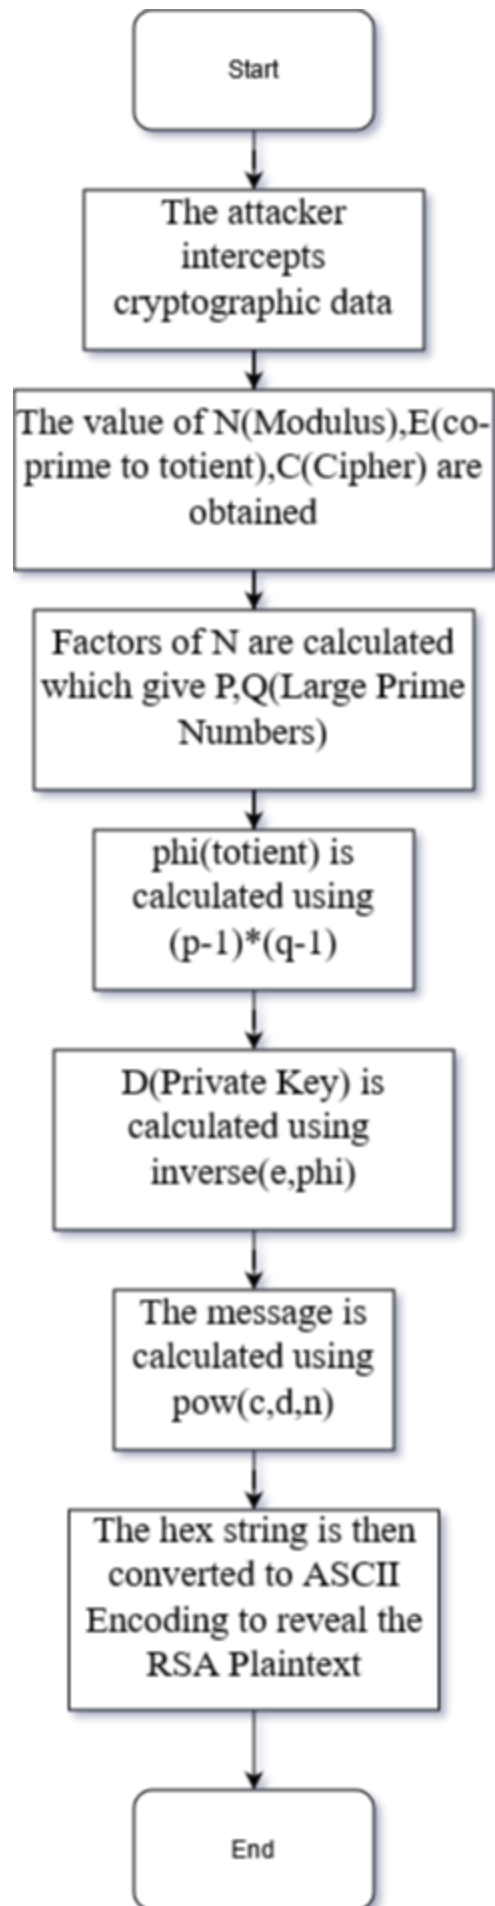 Start
The attacker
intercepts
cryptographic data
The value of N(Modulus),E(co-
prime to totient),C(Cipher) are
obtained
Factors of N are calculated
which give P,Q(Large Prime
Numbers)
phi(totient) is
calculated using
(p-1)*(q-1)
D(Private Key) is
calculated using
inverse(e,phi)
The message is
calculated using
pow(c,d,n)
The hex string is then
converted to ASCII
Encoding to reveal the
RSA Plaintext
End